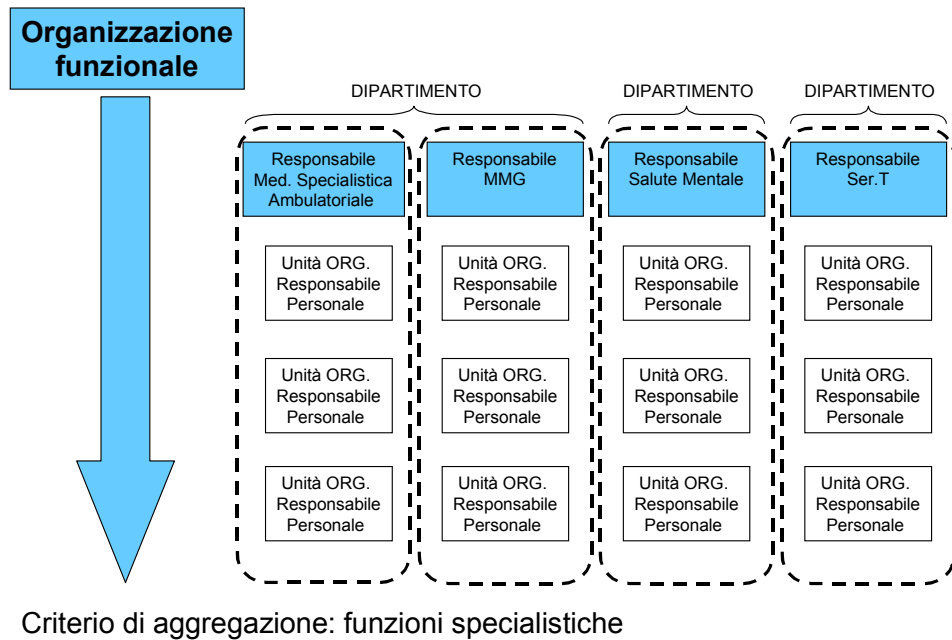 Organizzazione
funzionale
DIPARTIMENTO
DIPARTIMENTO
DIPARTIMENTO
Responsabile
Med. Specialistica
Ambulatoriale
Responsabile
MMG
Responsabile
Salute Mentale
Responsabile
Ser.T
Unità ORG.
Responsabile
Personale
Unità ORG.
Responsabile
Personale
Unità ORG.
Responsabile
Personale
Unità ORG.
Responsabile
Personale
Unità ORG.
Responsabile
Personale
Unità ORG.
Responsabile
Personale
Unità ORG.
Responsabile
Personale
Unità ORG.
Responsabile
Personale
Unità ORG.
Responsabile
Personale
Unità ORG.
Responsabile
Personale
Unità ORG.
Responsabile
Personale
Unità ORG.
Responsabile
Personale
Criterio di aggregazione: funzioni specialistiche